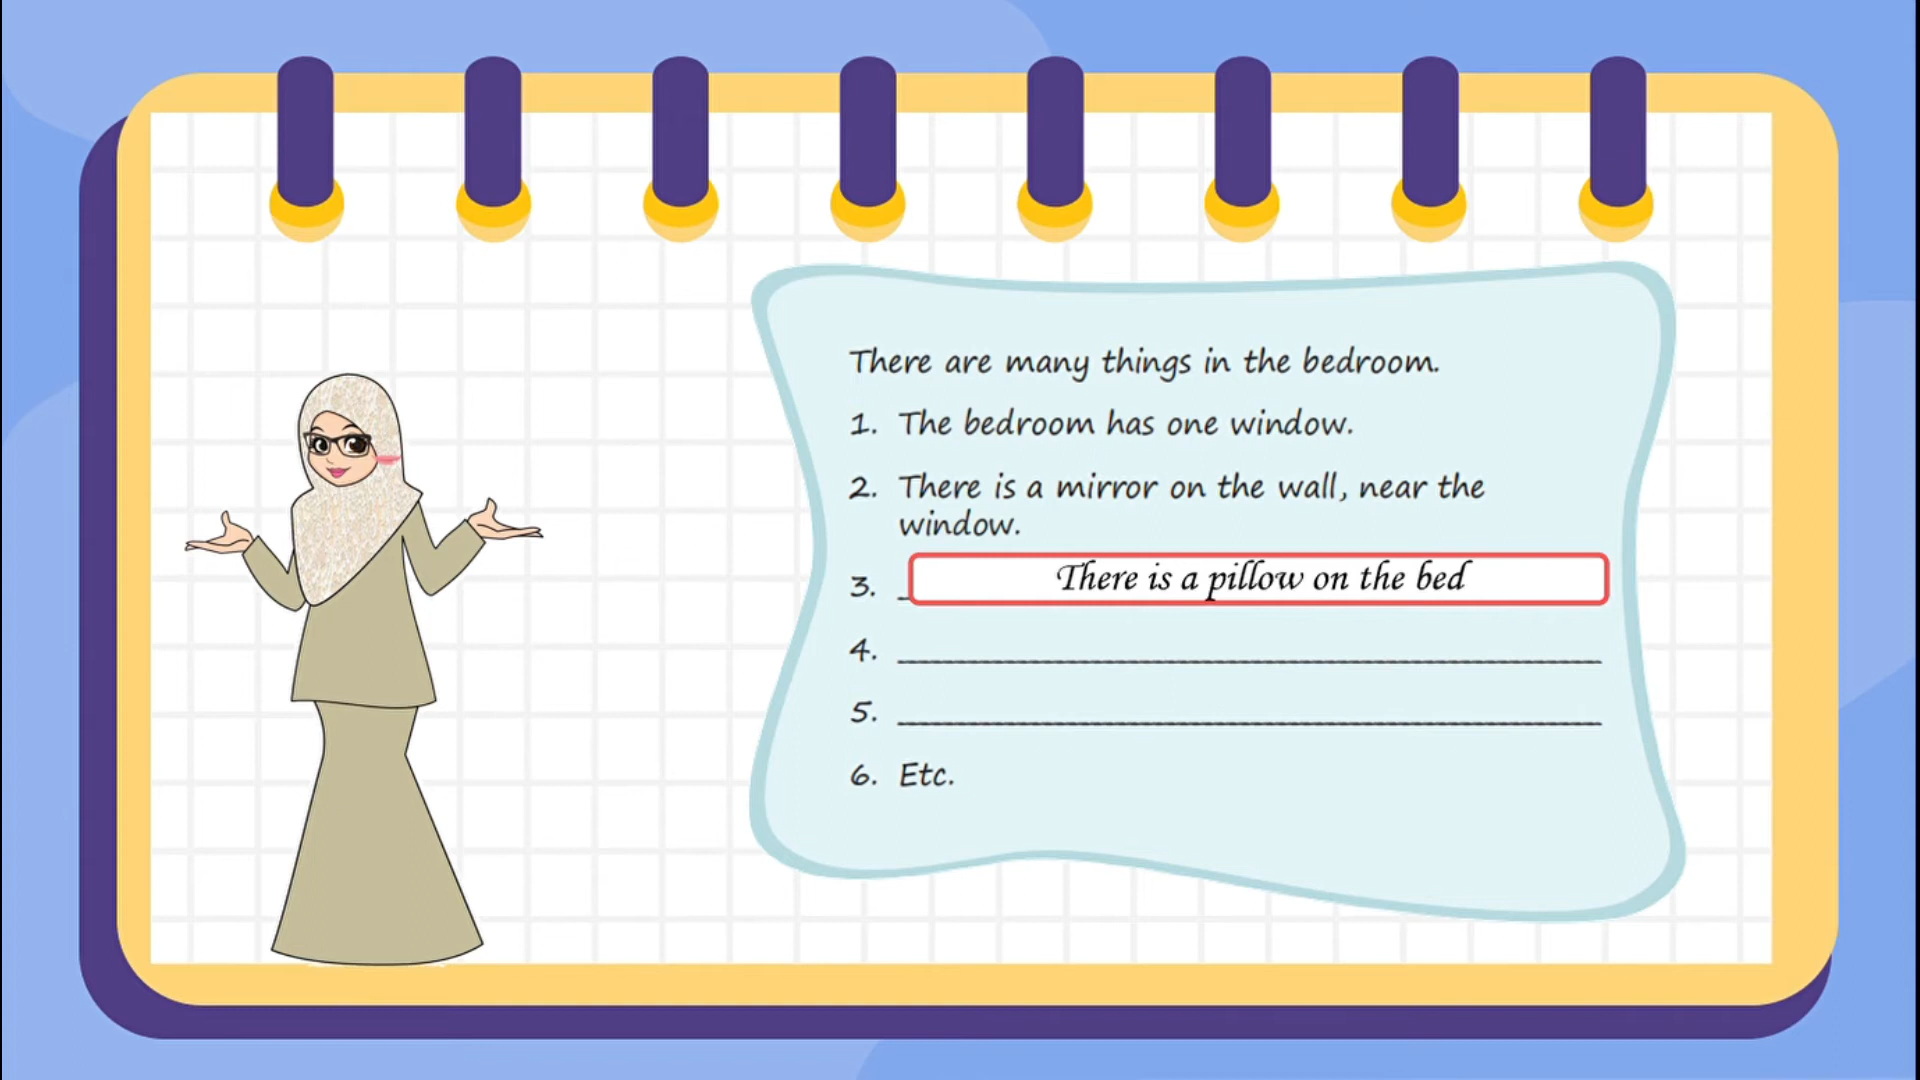 There are many things in the bedroom.
1. The bedroom has one window.
2. There is a mirror on the wall, near the
window.
3. There is a pillow on the bed
4.
5.
6. Etc.